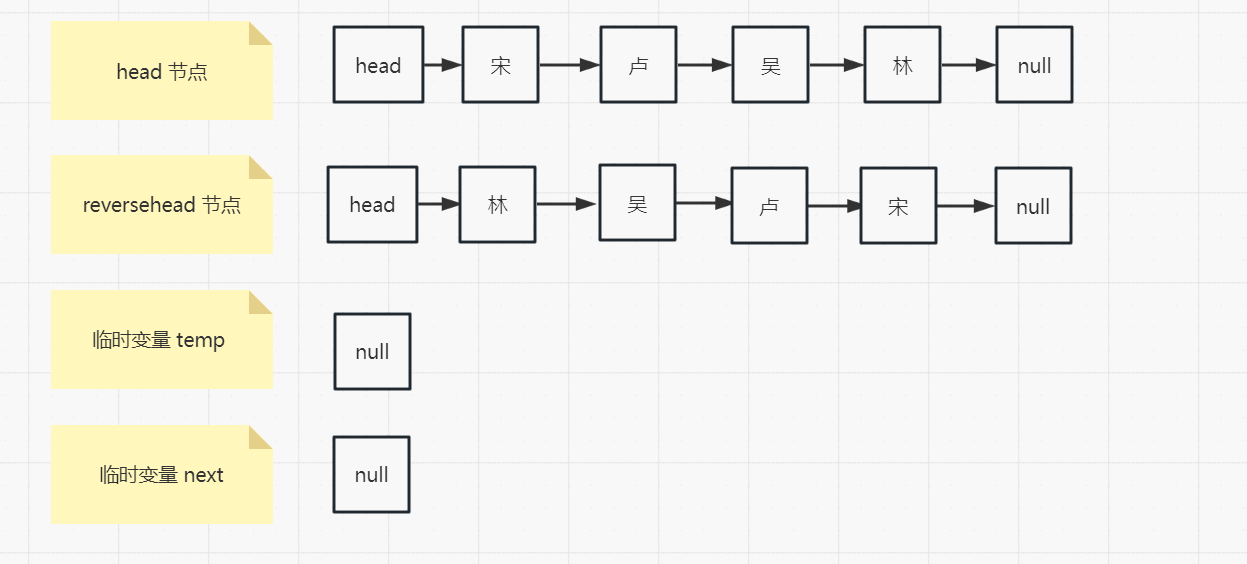 head 节点
head 宋 卢 吴 林 null
reversehead 节点
head 林 吴 卢 宋 null
临时变量 temp
null
临时变量 next
null